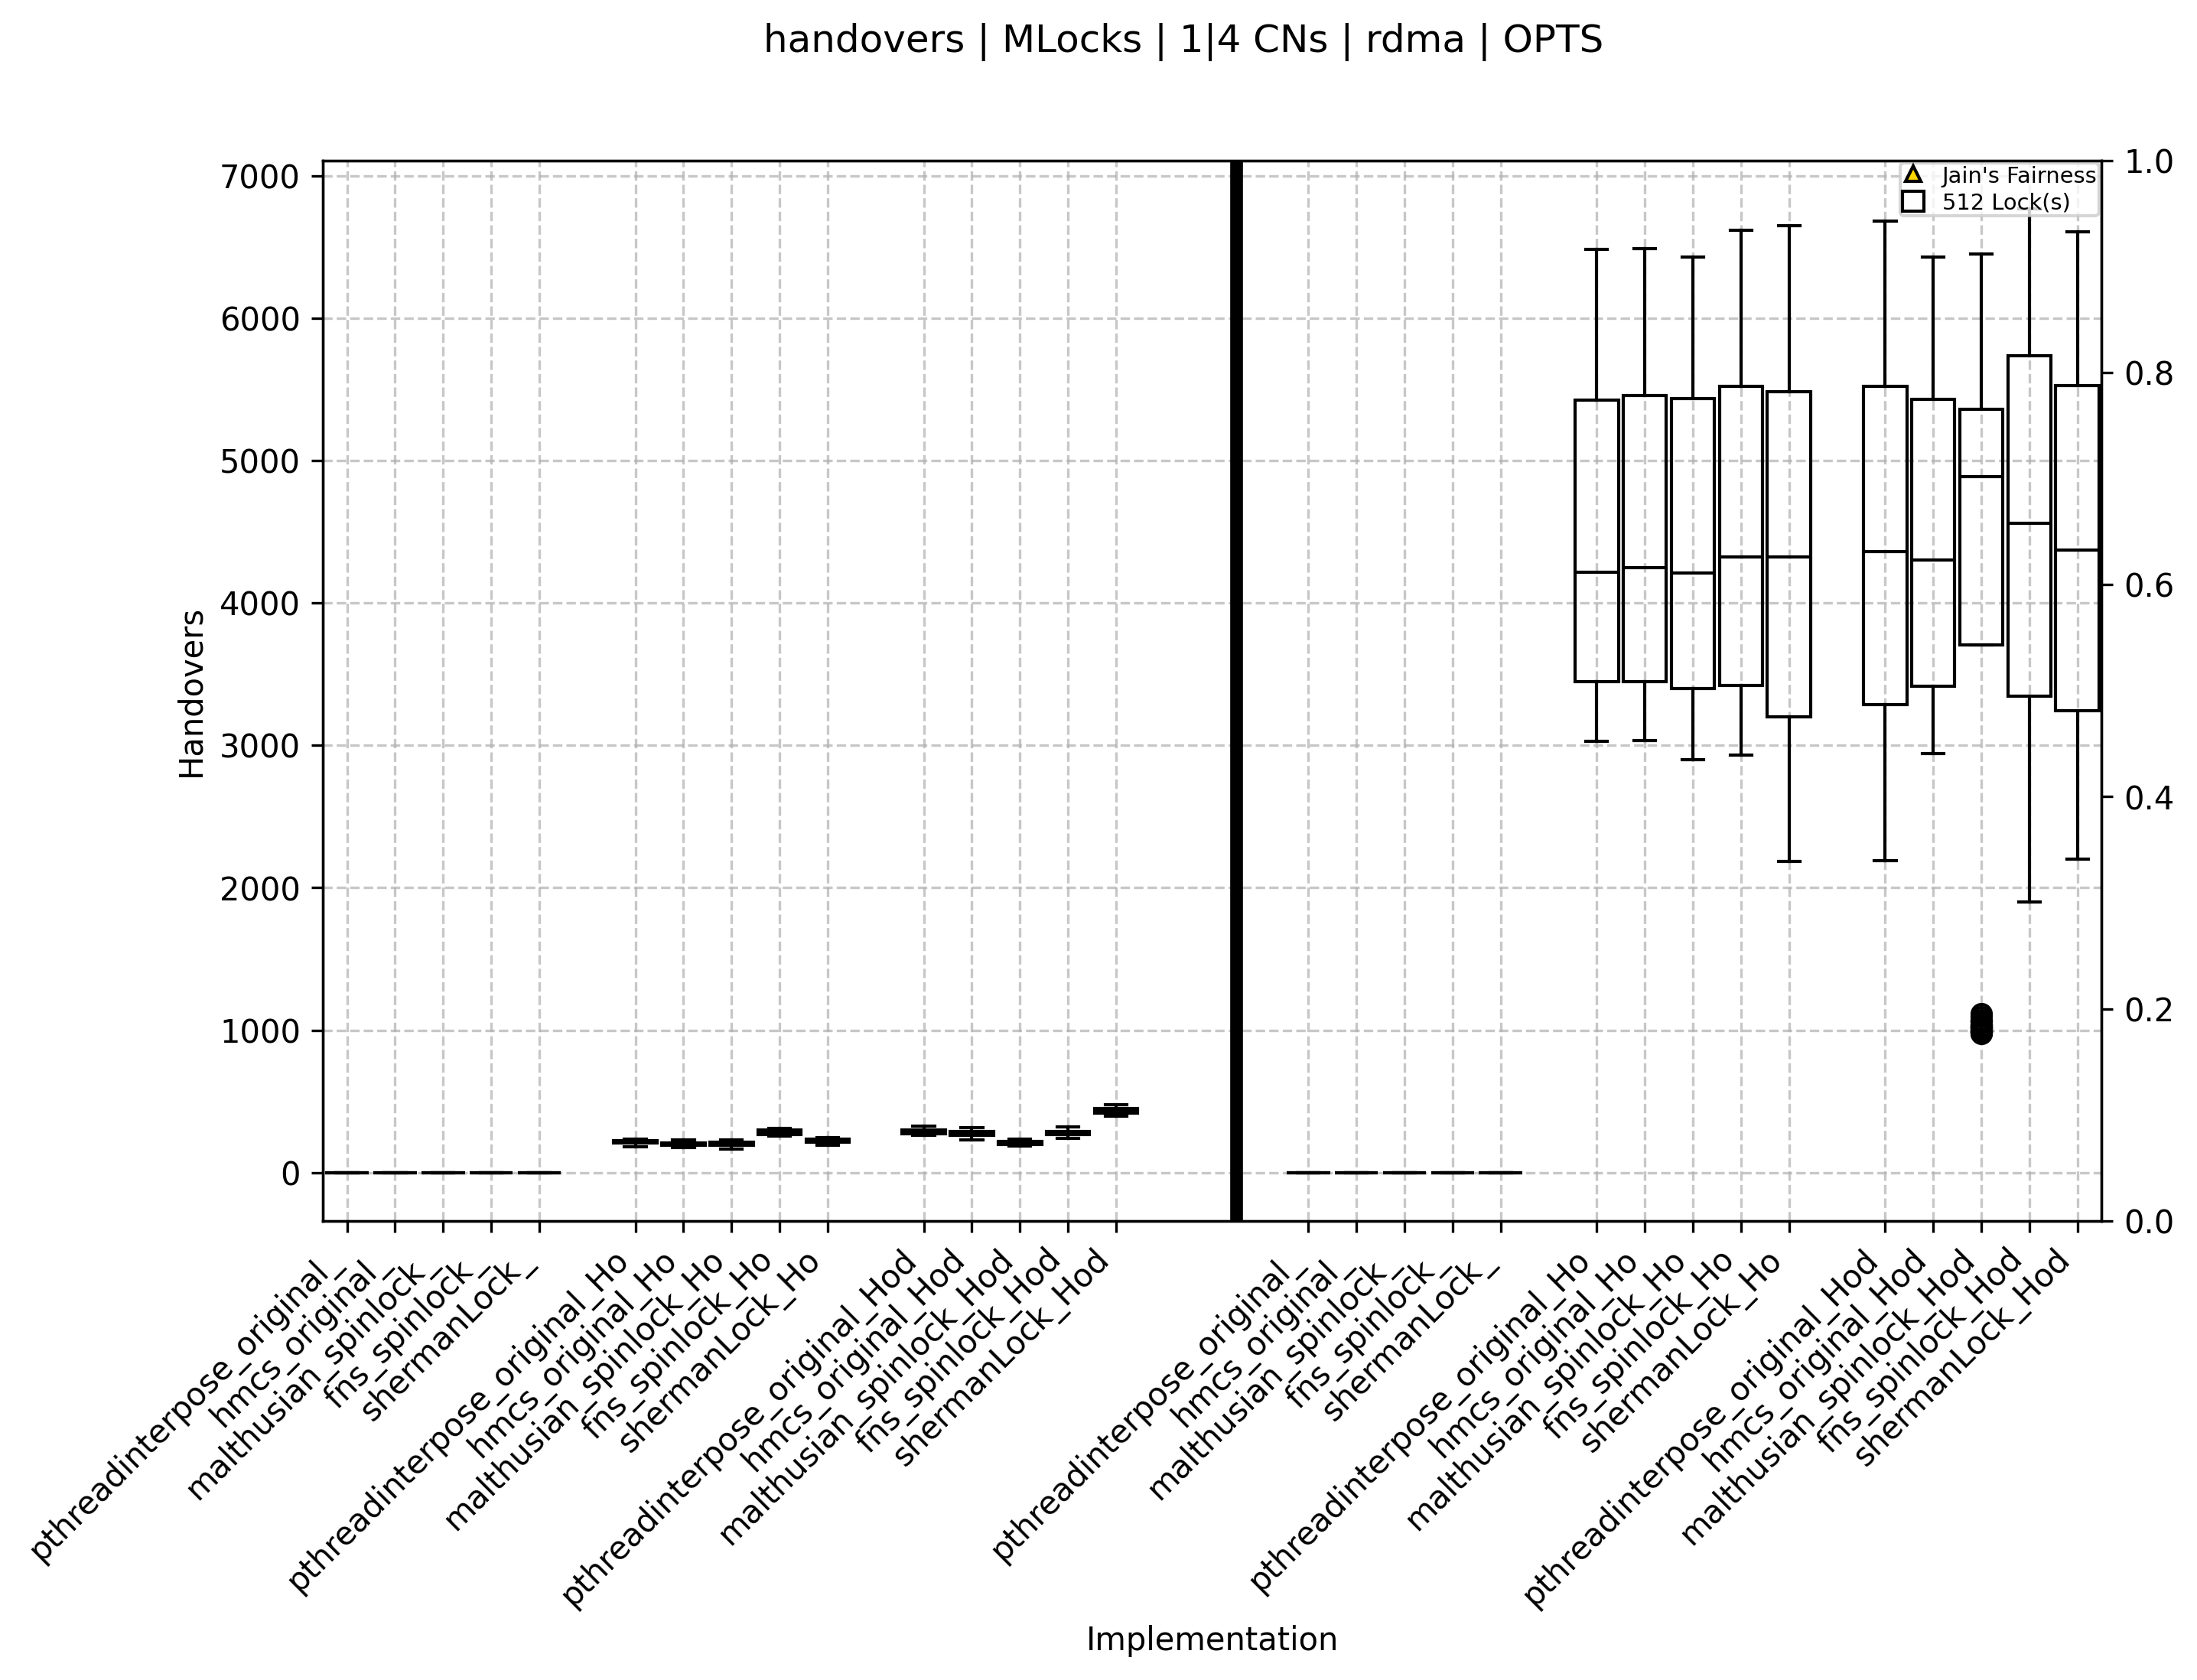 handovers | MLocks | 1|4 CNs | rdma | OPTS
Jain's Fairness
512 Lock(s)
Handovers
7000
6000
5000
4000
3000
2000
1000
0
1.0
0.8
0.6
0.4
0.2
0.0
pthreadinterpose_original_
hmcs_original_
malthusian_spinlock_
fns_spinlock_
shermanLock_
pthreadinterpose_original_Ho
hmcs_original_Ho
malthusian_spinlock_Ho
fns_spinlock_Ho
shermanLock_Ho
pthreadinterpose_original_Hod
hmcs_original_Hod
malthusian_spinlock_Hod
fns_spinlock_Hod
shermanLock_Hod
pthreadinterpose_original_
hmcs_original_
malthusian_spinlock_
fns_spinlock_
shermanLock_
pthreadinterpose_original_Ho
hmcs_original_Ho
malthusian_spinlock_Ho
fns_spinlock_Ho
shermanLock_Ho
pthreadinterpose_original_Hod
hmcs_original_Hod
malthusian_spinlock_Hod
fns_spinlock_Hod
shermanLock_Hod
Implementation